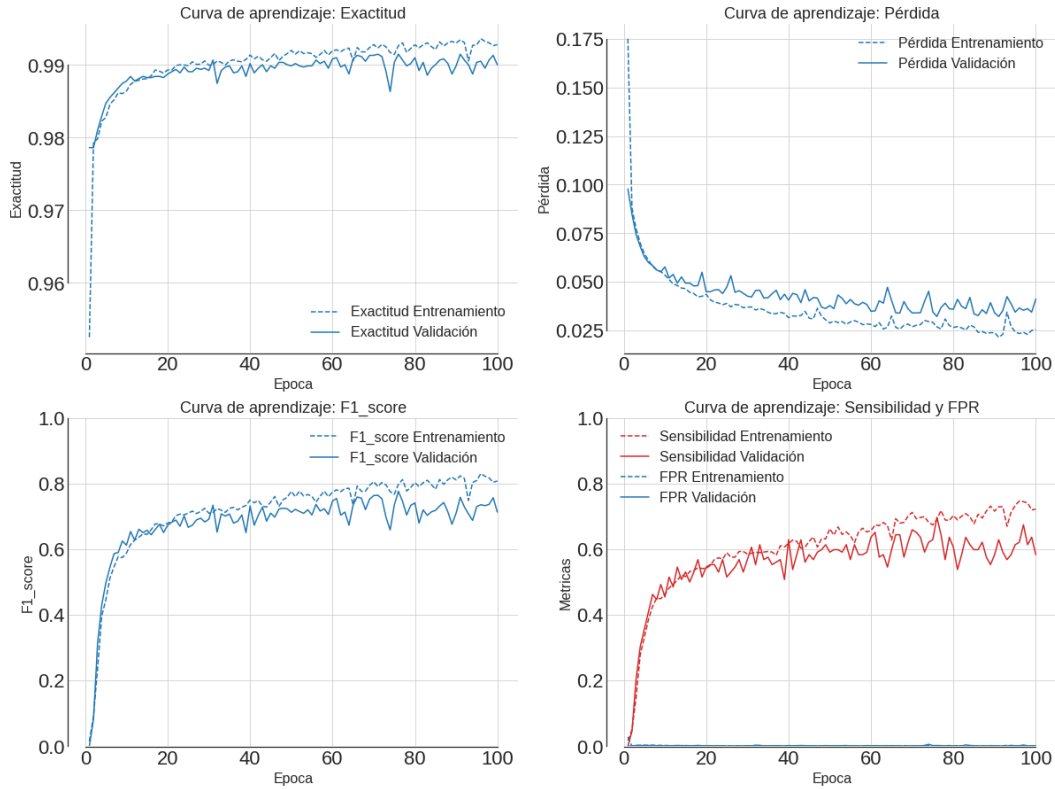 Curva de aprendizaje: Exactitud
0.99
0.98
0.97
0.96
Exactitud
Exactitud Entrenamiento
Exactitud Validación
0 20 40 60 80 100
Epoca
Curva de aprendizaje: Pérdida
0.175
0.150
0.125
0.100
0.075
0.050
0.025
Pérdida
Pérdida Entrenamiento
Pérdida Validación
0 20 40 60 80 100
Epoca
Curva de aprendizaje: F1_score
1.0
0.8
0.6
0.4
0.2
0.0
F1_score
F1_score Entrenamiento
F1_score Validación
0 20 40 60 80 100
Epoca
Curva de aprendizaje: Sensibilidad y FPR
1.0
0.8
0.6
0.4
0.2
0.0
Metricas
Sensibilidad Entrenamiento
Sensibilidad Validación
FPR Entrenamiento
FPR Validación
0 20 40 60 80 100
Epoca